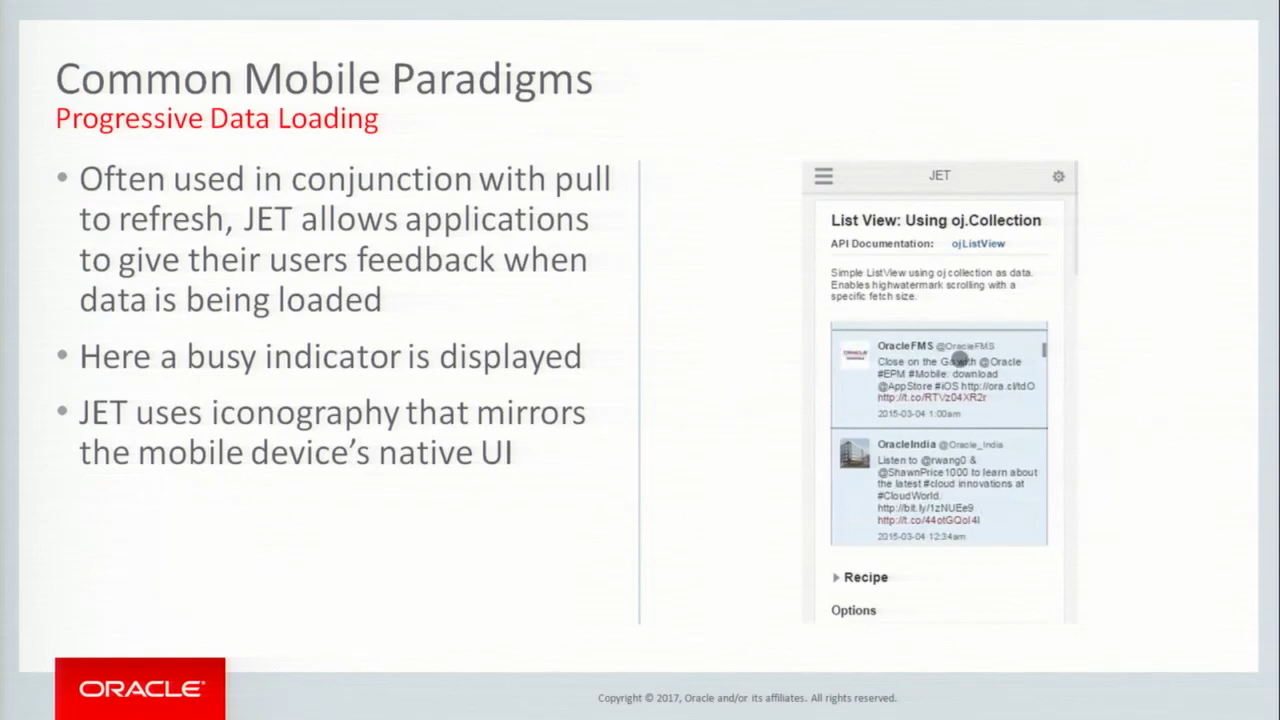 Common Mobile Paradigms
Progressive Data Loading
• Often used in conjunction with pull
to refresh, JET allows applications
to give their users feedback when
data is being loaded
• Here a busy indicator is displayed
• JET uses iconography that mirrors
the mobile device's native UI
JET
List View: Using oj.Collection
API Documentation: ojListView
Simple ListView using oj collection as data.
Enables highwatermark scrolling with a
specific fetch size.
ORACLE
OracleFMS @OracleFMS
Close on the Go with @Oracle
#EPM #Mobile: download
@AppStore #iOS http://ora.cl/tdO
http://t.co/RTVz04XR2r
2015-03-04 1:00am
OracleIndia @Oracle_India
Listen to @rwang0 &
@ShawnPrice1000 to learn about
the latest #cloud innovations at
#CloudWorld.
http://bit.ly/1zNUEe9
http://t.co/44otGQoI4l
2015-03-04 12:34am
Recipe
Options
ORACLE®
Copyright © 2017, Oracle and/or its affiliates. All rights reserved.